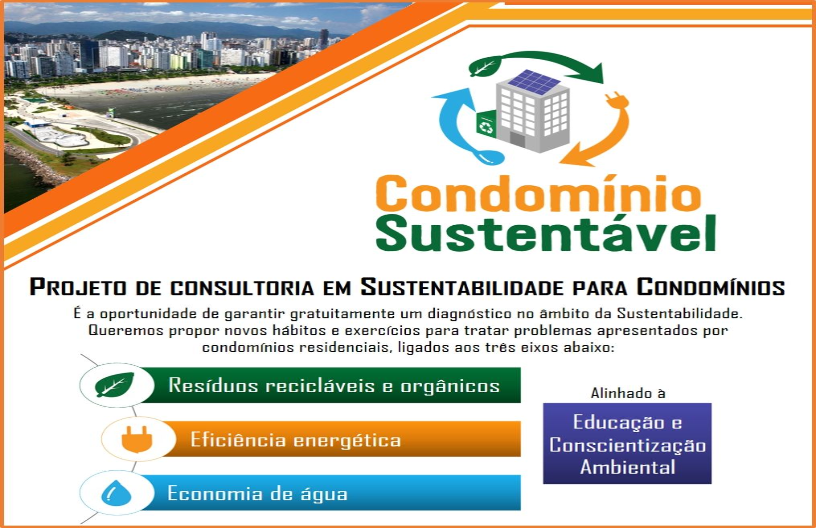 Condomínio
Sustentável
Projeto de consultoria em Sustentabilidade para Condomínios
É a oportunidade de garantir gratuitamente um diagnóstico no âmbito da Sustentabilidade.
Queremos propor novos hábitos e exercícios para tratar problemas apresentados por
condomínios residenciais, ligados aos três eixos abaixo:
Resíduos recicláveis e orgânicos
Eficiência energética
Economia de água
Alinhado à
Educação e
Conscientização
Ambiental